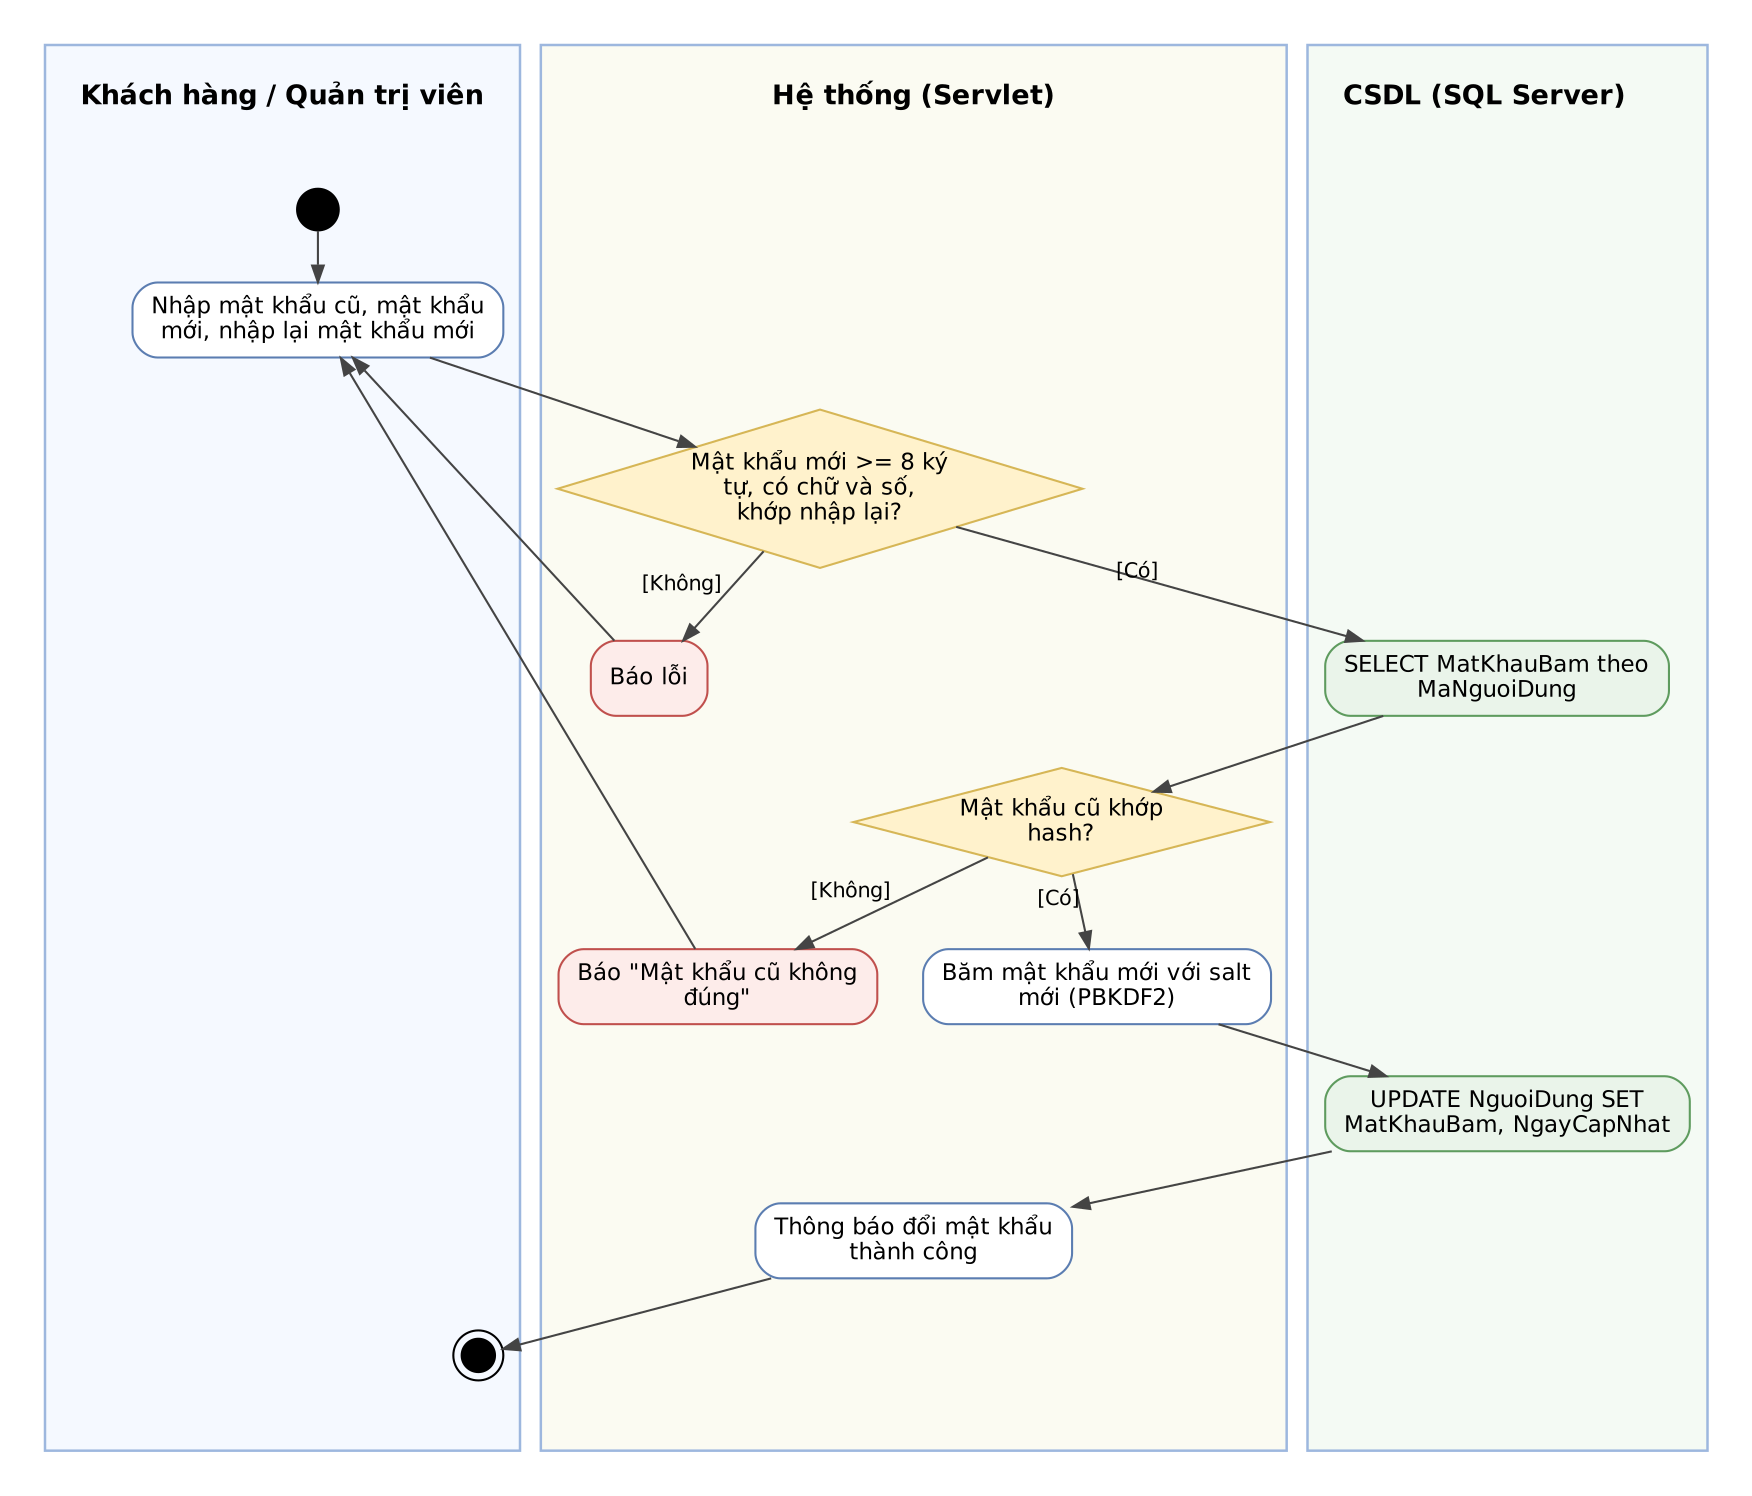 Khách hàng / Quản trị viên
Hệ thống (Servlet)
CSDL (SQL Server)
Nhập mật khẩu cũ, mật khẩu
mới, nhập lại mật khẩu mới
Mật khẩu mới >= 8 ký
tự, có chữ và số,
khớp nhập lại?
[Không]
[Có]
Báo lỗi
SELECT MatKhauBam theo
MaNguoiDung
Mật khẩu cũ khớp
hash?
[Không]
[Có]
Báo "Mật khẩu cũ không
đúng"
Băm mật khẩu mới với salt
mới (PBKDF2)
UPDATE NguoiDung SET
MatKhauBam, NgayCapNhat
Thông báo đổi mật khẩu
thành công